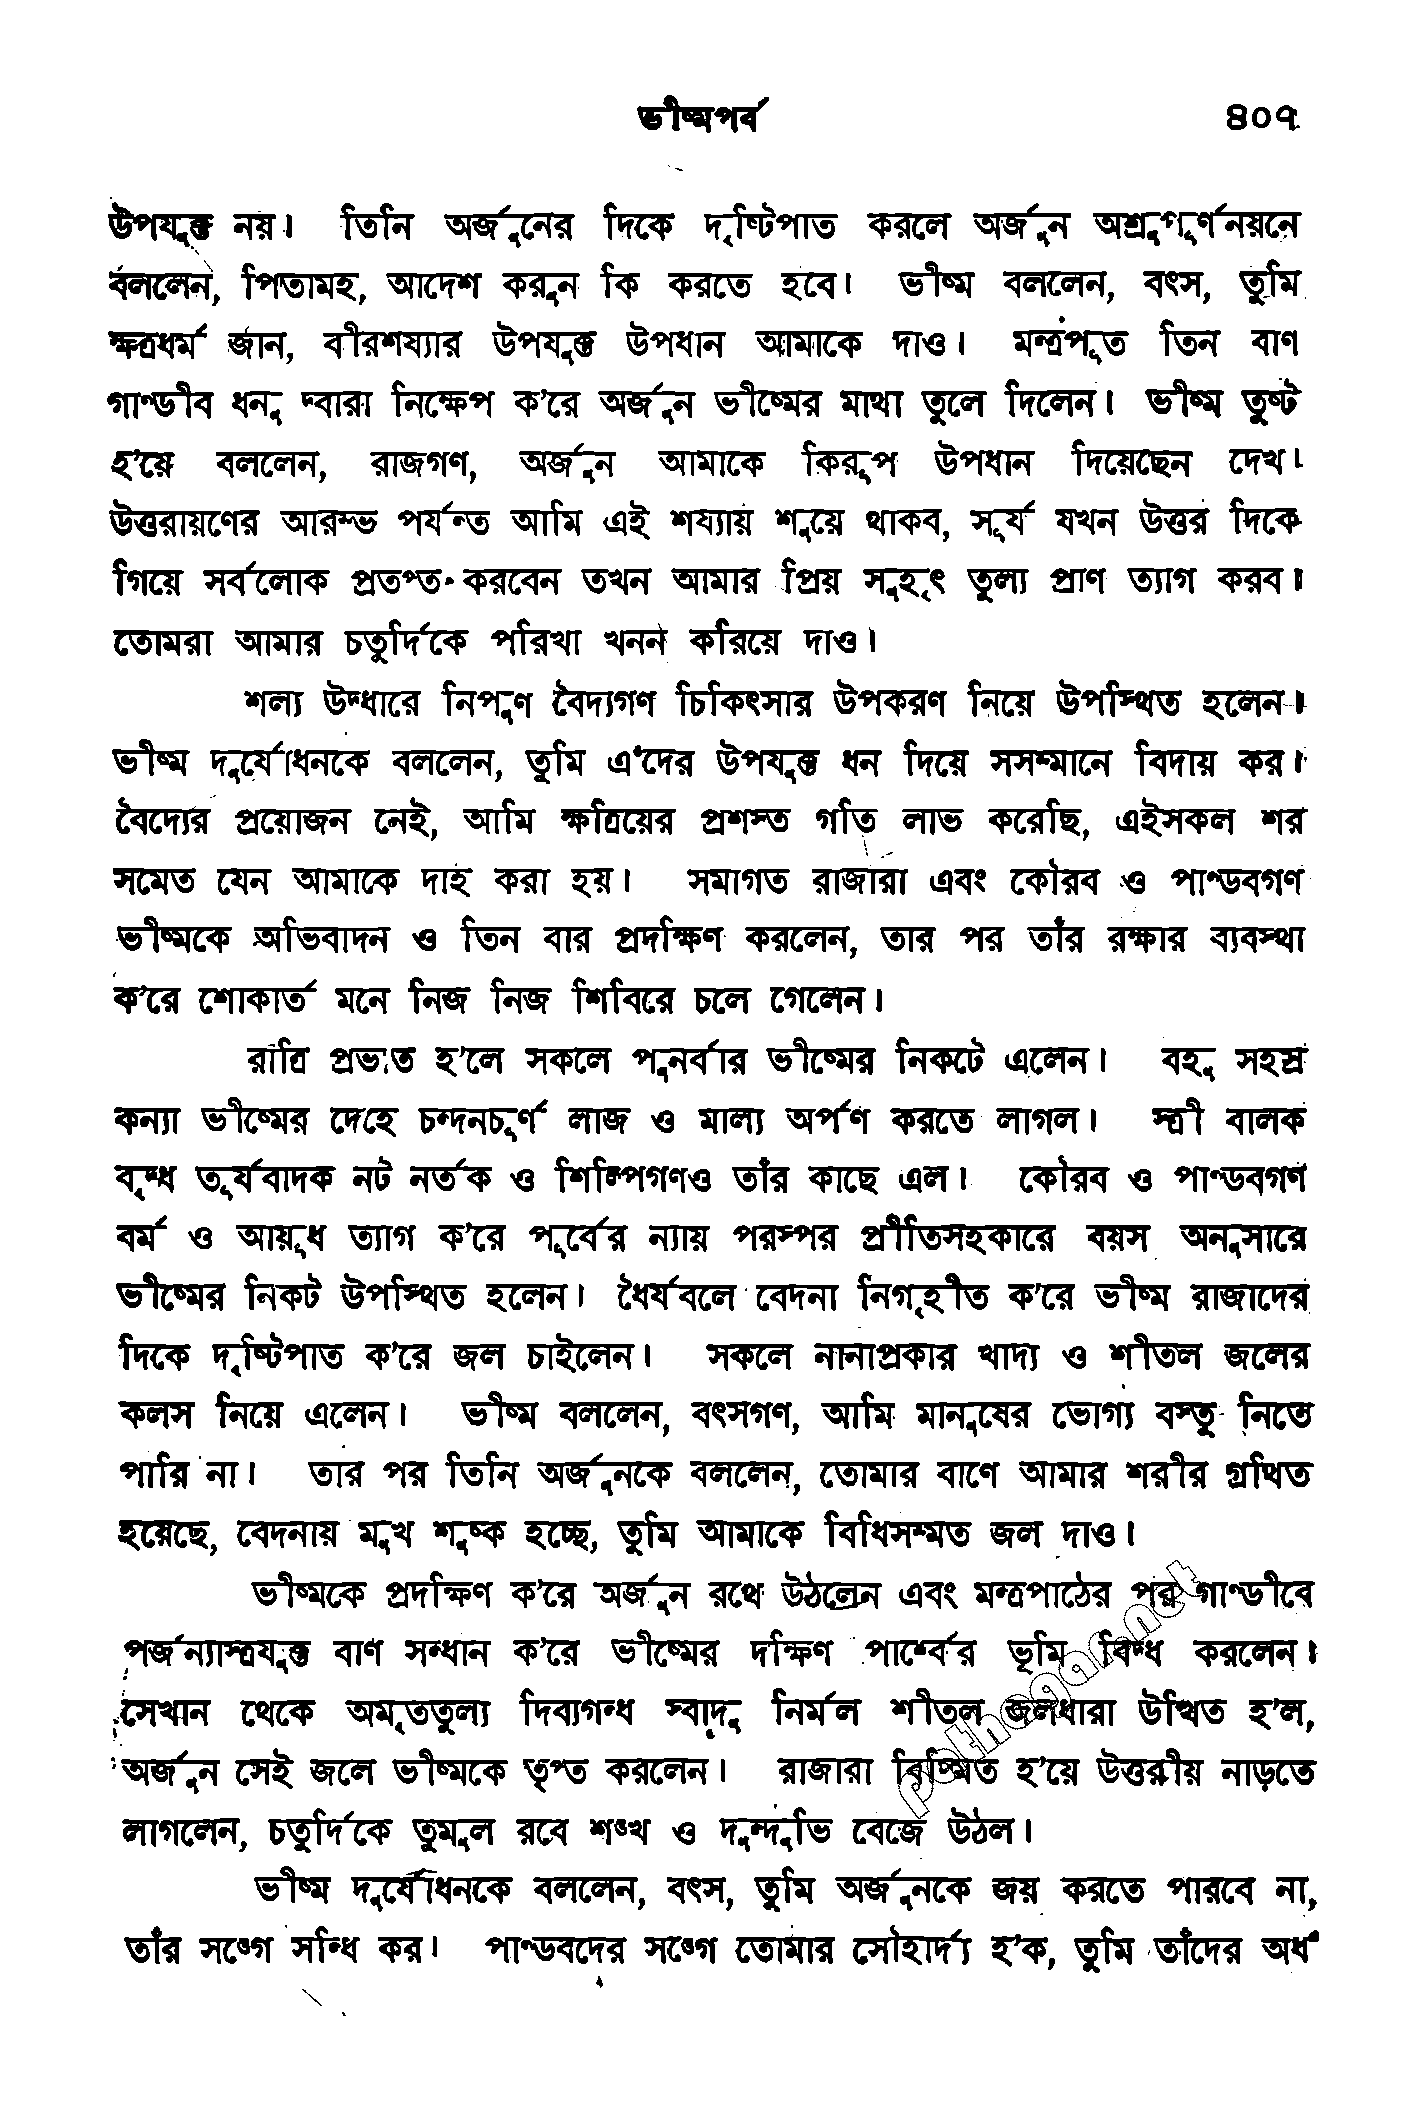 ভীষ্মপর্ব ৪০৭
উপযুক্ত নয়। তিনি অর্জুনের দিকে দৃষ্টিপাত করলে অর্জুন অশ্রুপূর্ণনয়নে
বললেন, পিতামহ, আদেশ করুন কি করতে হবে। ভীষ্ম বললেন, বৎস, তুমি
ক্ষত্রধর্ম জান, বীরশয্যার উপযুক্ত উপধান আমাকে দাও। মন্ত্রপূত তিন বাণ
গাণ্ডীব ধনু দ্বারা নিক্ষেপ ক'রে অর্জুন ভীষ্মের মাথা তুলে দিলেন। ভীষ্ম তুষ্ট
হ'য়ে বললেন, রাজগণ, অর্জুন আমাকে কিরূপ উপধান দিয়েছেন দেখ।
উত্তরায়ণের আরম্ভ পর্যন্ত আমি এই শয্যায় শুয়ে থাকব, সূর্য যখন উত্তর দিকে
গিয়ে সর্বলোক প্রতপ্ত করবেন তখন আমার প্রিয় সুহৃৎ তুল্য প্রাণ ত্যাগ করব।
তোমরা আমার চতুর্দিকে পরিখা খনন করিয়ে দাও।
শল্য উদ্ধারে নিপুণ বৈদ্যগণ চিকিৎসার উপকরণ নিয়ে উপস্থিত হলেন।
ভীষ্ম দুর্যোধনকে বললেন, তুমি এঁদের উপযুক্ত ধন দিয়ে সসম্মানে বিদায় কর।
বৈদ্যের প্রয়োজন নেই, আমি ক্ষত্রিয়ের প্রশস্ত গতি লাভ করেছি, এইসকল শর
সমেত যেন আমাকে দাহ করা হয়। সমাগত রাজারা এবং কৌরব ও পাণ্ডবগণ
ভীষ্মকে অভিবাদন ও তিন বার প্রদক্ষিণ করলেন, তার পর তাঁর রক্ষার ব্যবস্থা
ক'রে শোকার্ত মনে নিজ নিজ শিবিরে চলে গেলেন।
রাত্রি প্রভাত হ'লে সকলে পুনর্বার ভীষ্মের নিকটে এলেন। বহু সহস্র
কন্যা ভীষ্মের দেহে চন্দনচূর্ণ লাজ ও মাল্য অর্পণ করতে লাগল। স্ত্রী বালক
বৃদ্ধ তূর্যবাদক নট নর্তক ও শিল্পিগণও তাঁর কাছে এল। কৌরব ও পাণ্ডবগণ
বর্ম ও আয়ুধ ত্যাগ ক'রে পূর্বের ন্যায় পরস্পর প্রীতিসহকারে বয়স অনুসারে
ভীষ্মের নিকট উপস্থিত হলেন। ধৈর্যবলে বেদনা নিগৃহীত ক'রে ভীষ্ম রাজাদের
দিকে দৃষ্টিপাত ক'রে জল চাইলেন। সকলে নানাপ্রকার খাদ্য ও শীতল জলের
কলস নিয়ে এলেন। ভীষ্ম বললেন, বৎসগণ, আমি মানুষের ভোগ্য বস্তু নিতে
পারি না। তার পর তিনি অর্জুনকে বললেন, তোমার বাণে আমার শরীর গ্রথিত
হয়েছে, বেদনায় মুখ শুষ্ক হচ্ছে, তুমি আমাকে বিধিসম্মত জল দাও।
ভীষ্মকে প্রদক্ষিণ ক'রে অর্জুন রথে উঠলেন এবং মন্ত্রপাঠের পর গাণ্ডীবে
পর্জন্যাস্ত্রযুক্ত বাণ সন্ধান ক'রে ভীষ্মের দক্ষিণ পার্শ্বের ভূমি বিদ্ধ করলেন।
সেখান থেকে অমৃততুল্য দিব্যগন্ধ স্বাদু নির্মল শীতল জলধারা উত্থিত হ'ল,
অর্জুন সেই জলে ভীষ্মকে তৃপ্ত করলেন। রাজারা বিস্মিত হ'য়ে উত্তরীয় নাড়তে
লাগলেন, চতুর্দিকে তুমুল রবে শঙ্খ ও দুন্দুভি বেজে উঠল।
ভীষ্ম দুর্যোধনকে বললেন, বৎস, তুমি অর্জুনকে জয় করতে পারবে না,
তাঁর সঙ্গে সন্ধি কর। পাণ্ডবদের সঙ্গে তোমার সৌহার্দ্য হ'ক, তুমি তাঁদের অর্ধ
pathagar.net